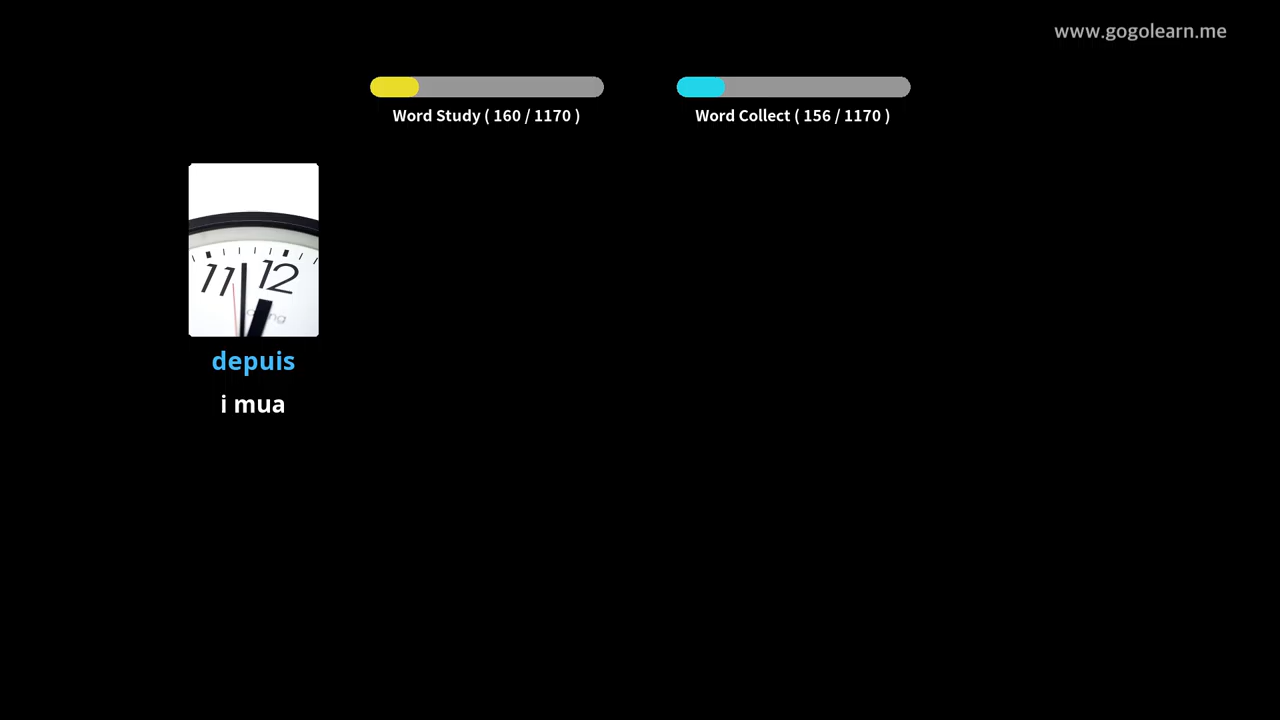 www.gogolearn.me
Word Study ( 160 / 1170 )
Word Collect ( 156 / 1170 )
11 12
depuis
i mua